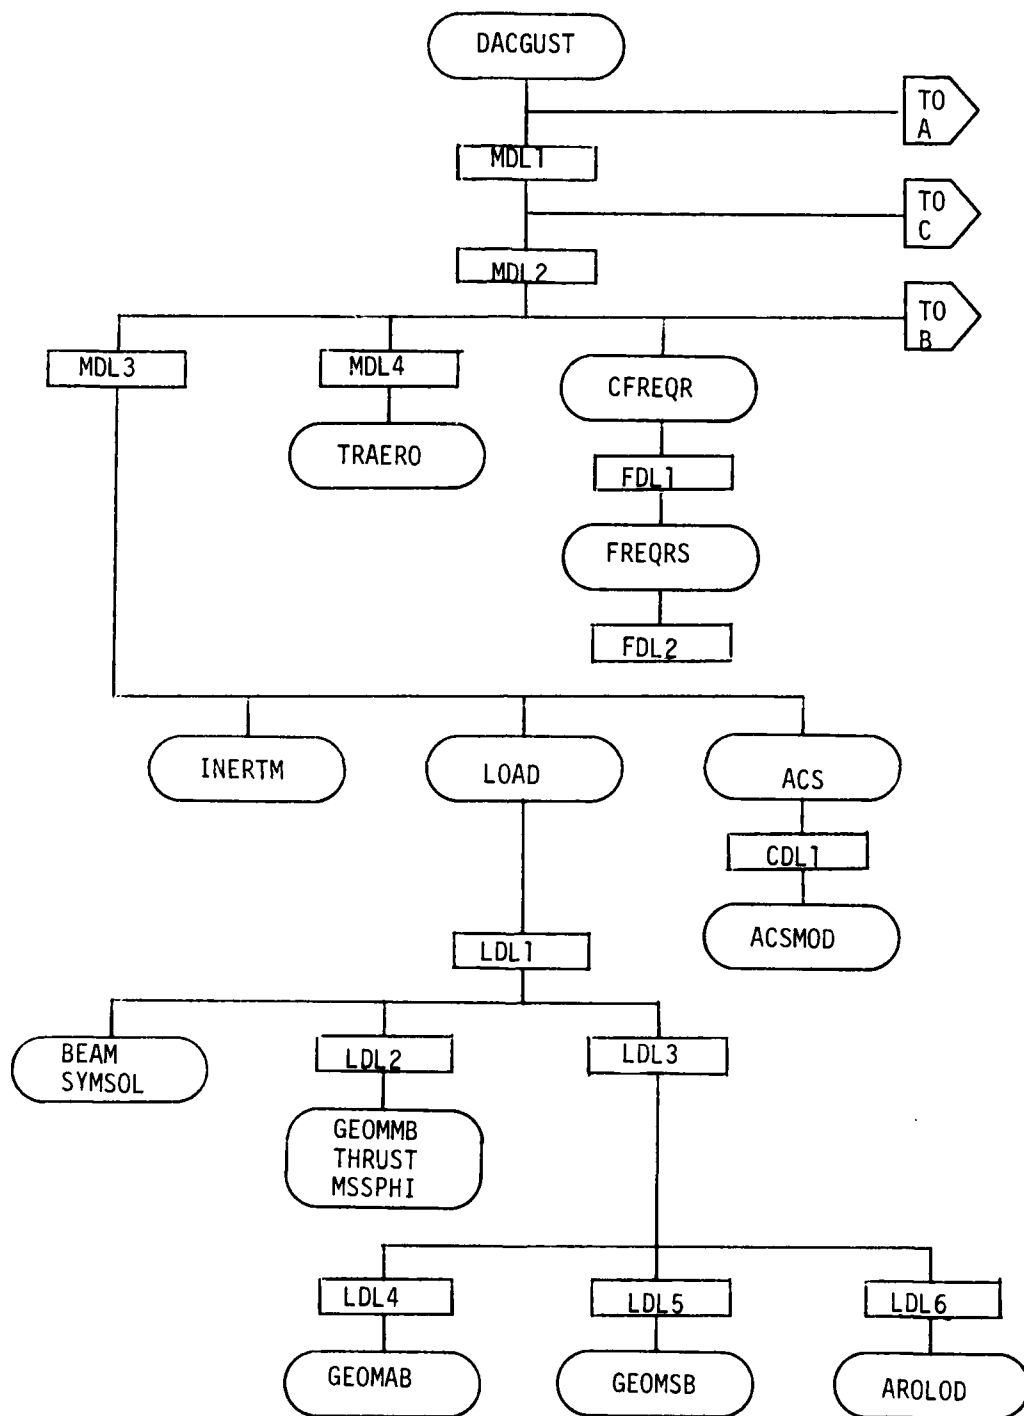 DACGUST
TO
A
MDL1
TO
C
MDL2
TO
B
MDL3
MDL4
CFREQR
TRAERO
FDL1
FREQRS
FDL2
INERTM
LOAD
ACS
CDL1
ACSMOD
LDL1
BEAM
SYMSOL
LDL2
LDL3
GEOMMB
THRUST
MSSPHI
LDL4
LDL5
LDL6
GEOMAB
GEOMSB
AROLOD